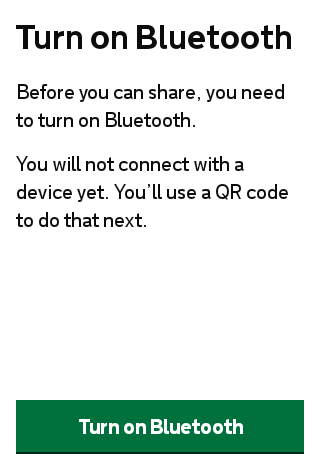 Turn on Bluetooth
Before you can share, you need
to turn on Bluetooth.
You will not connect with a
device yet. You’ll use a QR code
to do that next.
Turn on Bluetooth